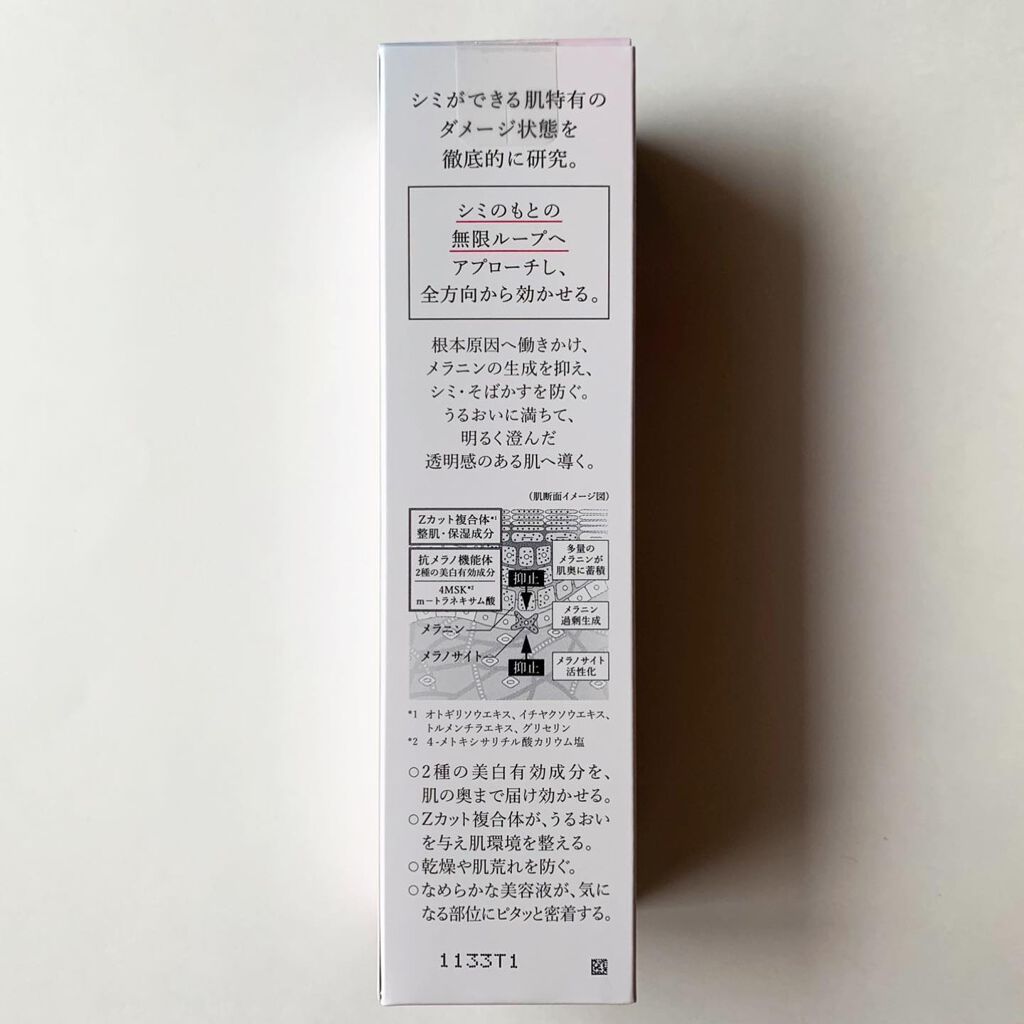 シミができる肌特有の
ダメージ状態を
徹底的に研究。
シミのもとの
無限ループへ
アプローチし、
全方向から効かせる。
根本原因へ働きかけ、
メラニンの生成を抑え、
シミ・そばかすを防ぐ。
うるおいに満ちて、
明るく澄んだ
透明感のある肌へ導く。
(肌断面イメージ図)
Zカット複合体*1
整肌・保湿成分
抗メラノ機能体
2種の美白有効成分
4MSK*2
m－トラネキサム酸
多量の
メラニンが
肌奥に蓄積
抑止
メラニン
過剰生成
メラニン
メラノサイト
抑止
メラノサイト
活性化
*1 オトギリソウエキス、イチヤクソウエキス、
トルメンチラエキス、グリセリン
*2 4-メトキシサリチル酸カリウム塩
○2種の美白有効成分を、
肌の奥まで届け効かせる。
○Zカット複合体が、うるおい
を与え肌環境を整える。
○乾燥や肌荒れを防ぐ。
○なめらかな美容液が、気に
なる部位にピタッと密着する。
1133T1